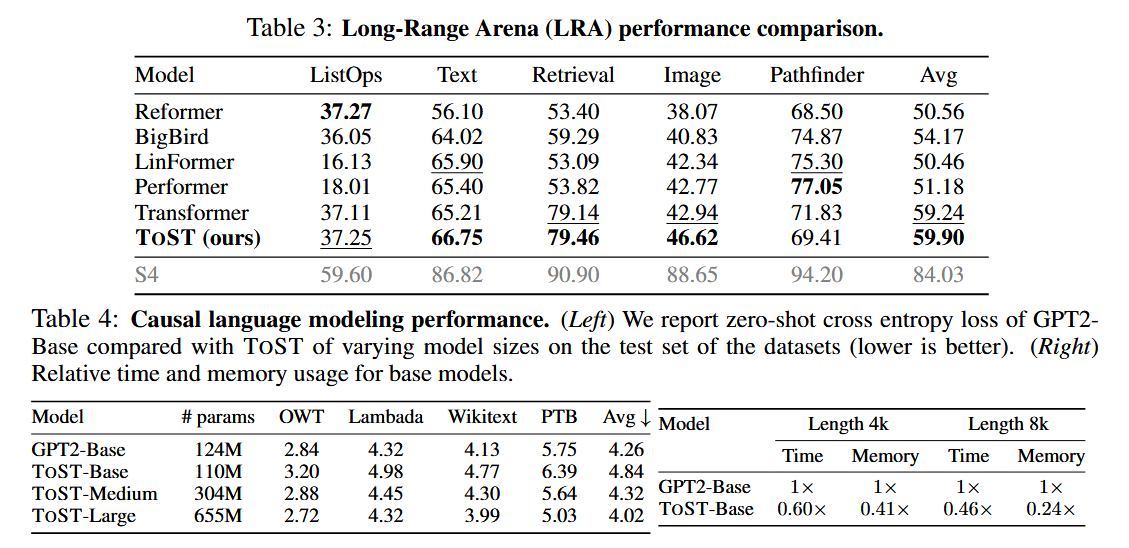 Table 3: Long-Range Arena (LRA) performance comparison.
Model ListOps Text Retrieval Image Pathfinder Avg
Reformer 37.27 56.10 53.40 38.07 68.50 50.56
BigBird 36.05 64.02 59.29 40.83 74.87 54.17
LinFormer 16.13 65.90 53.09 42.34 75.30 50.46
Performer 18.01 65.40 53.82 42.77 77.05 51.18
Transformer 37.11 65.21 79.14 42.94 71.83 59.24
TOST (ours) 37.25 66.75 79.46 46.62 69.41 59.90
S4 59.60 86.82 90.90 88.65 94.20 84.03
Table 4: Causal language modeling performance. (Left) We report zero-shot cross entropy loss of GPT2-
Base compared with TOST of varying model sizes on the test set of the datasets (lower is better). (Right)
Relative time and memory usage for base models.
Model # params OWT Lambada Wikitext PTB Avg ↓
GPT2-Base 124M 2.84 4.32 4.13 5.75 4.26
TOST-Base 110M 3.20 4.98 4.77 6.39 4.84
TOST-Medium 304M 2.88 4.45 4.30 5.64 4.32
TOST-Large 655M 2.72 4.32 3.99 5.03 4.02
Model Length 4k Length 8k
Time Memory Time Memory
GPT2-Base 1× 1× 1× 1×
TOST-Base 0.60× 0.41× 0.46× 0.24×